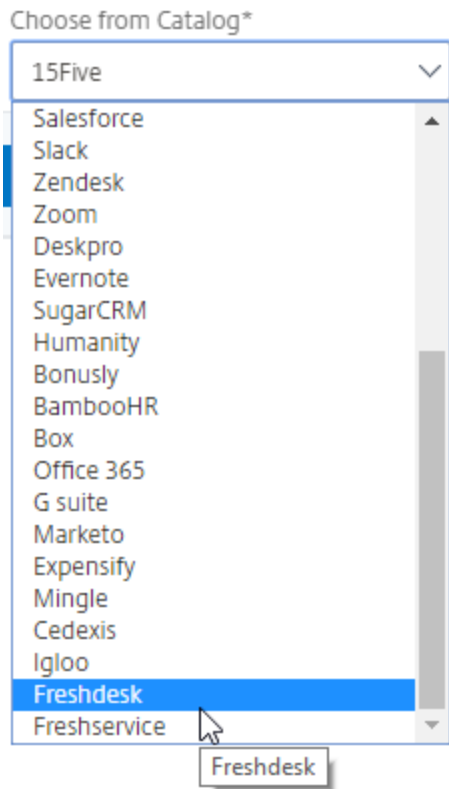 Choose from Catalog*
15Five
Salesforce
Slack
Zendesk
Zoom
Deskpro
Evernote
SugarCRM
Humanity
Bonusly
BambooHR
Box
Office 365
G suite
Marketo
Expensify
Mingle
Cedexis
Igloo
Freshdesk
Freshservice
Freshdesk